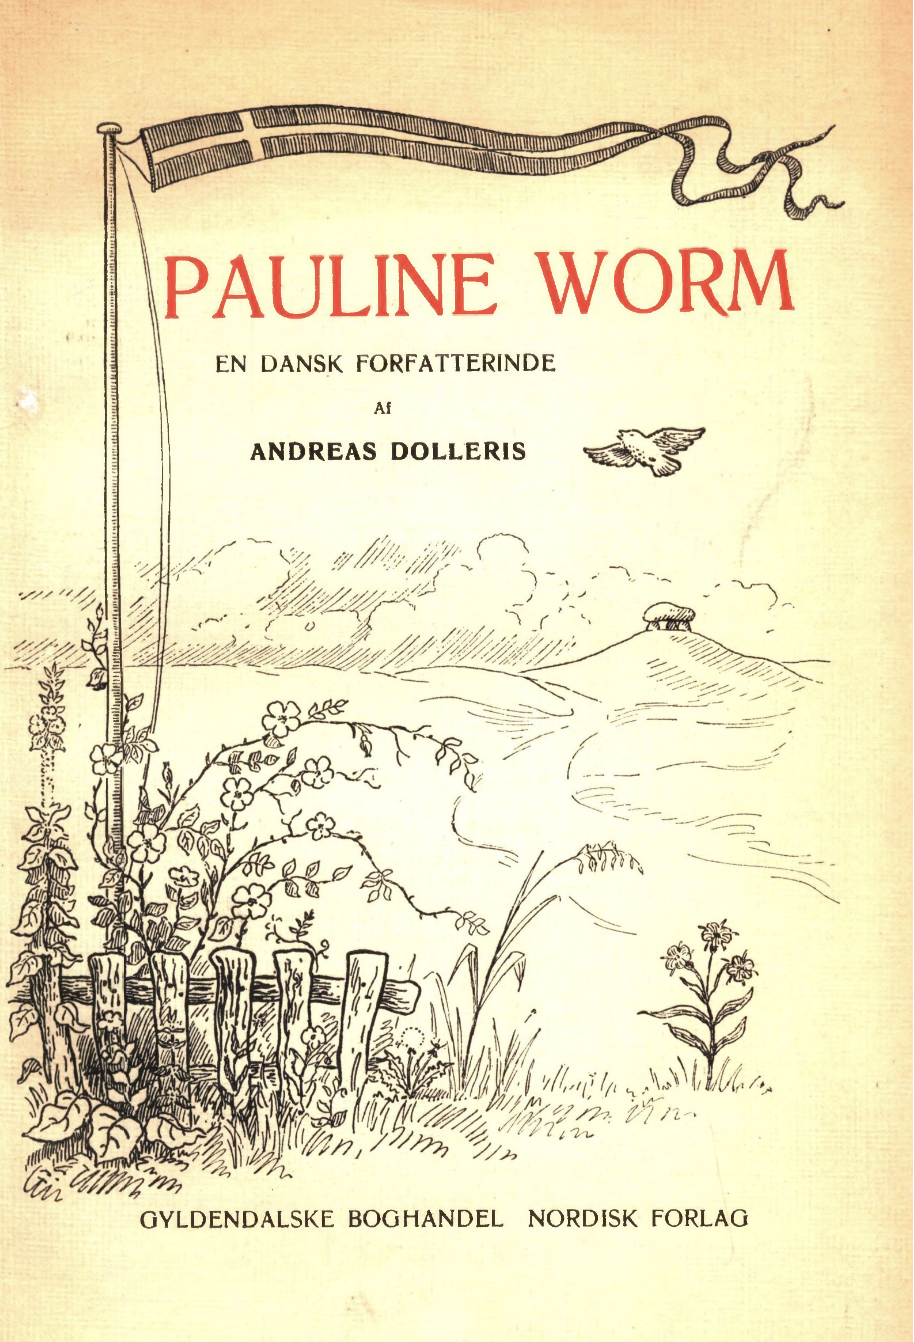 PAULINE WORM
EN DANSK FORFATTERINDE
Af
ANDREAS DOLLERIS
GYLDENDALSKE BOGHANDEL NORDISK FORLAG